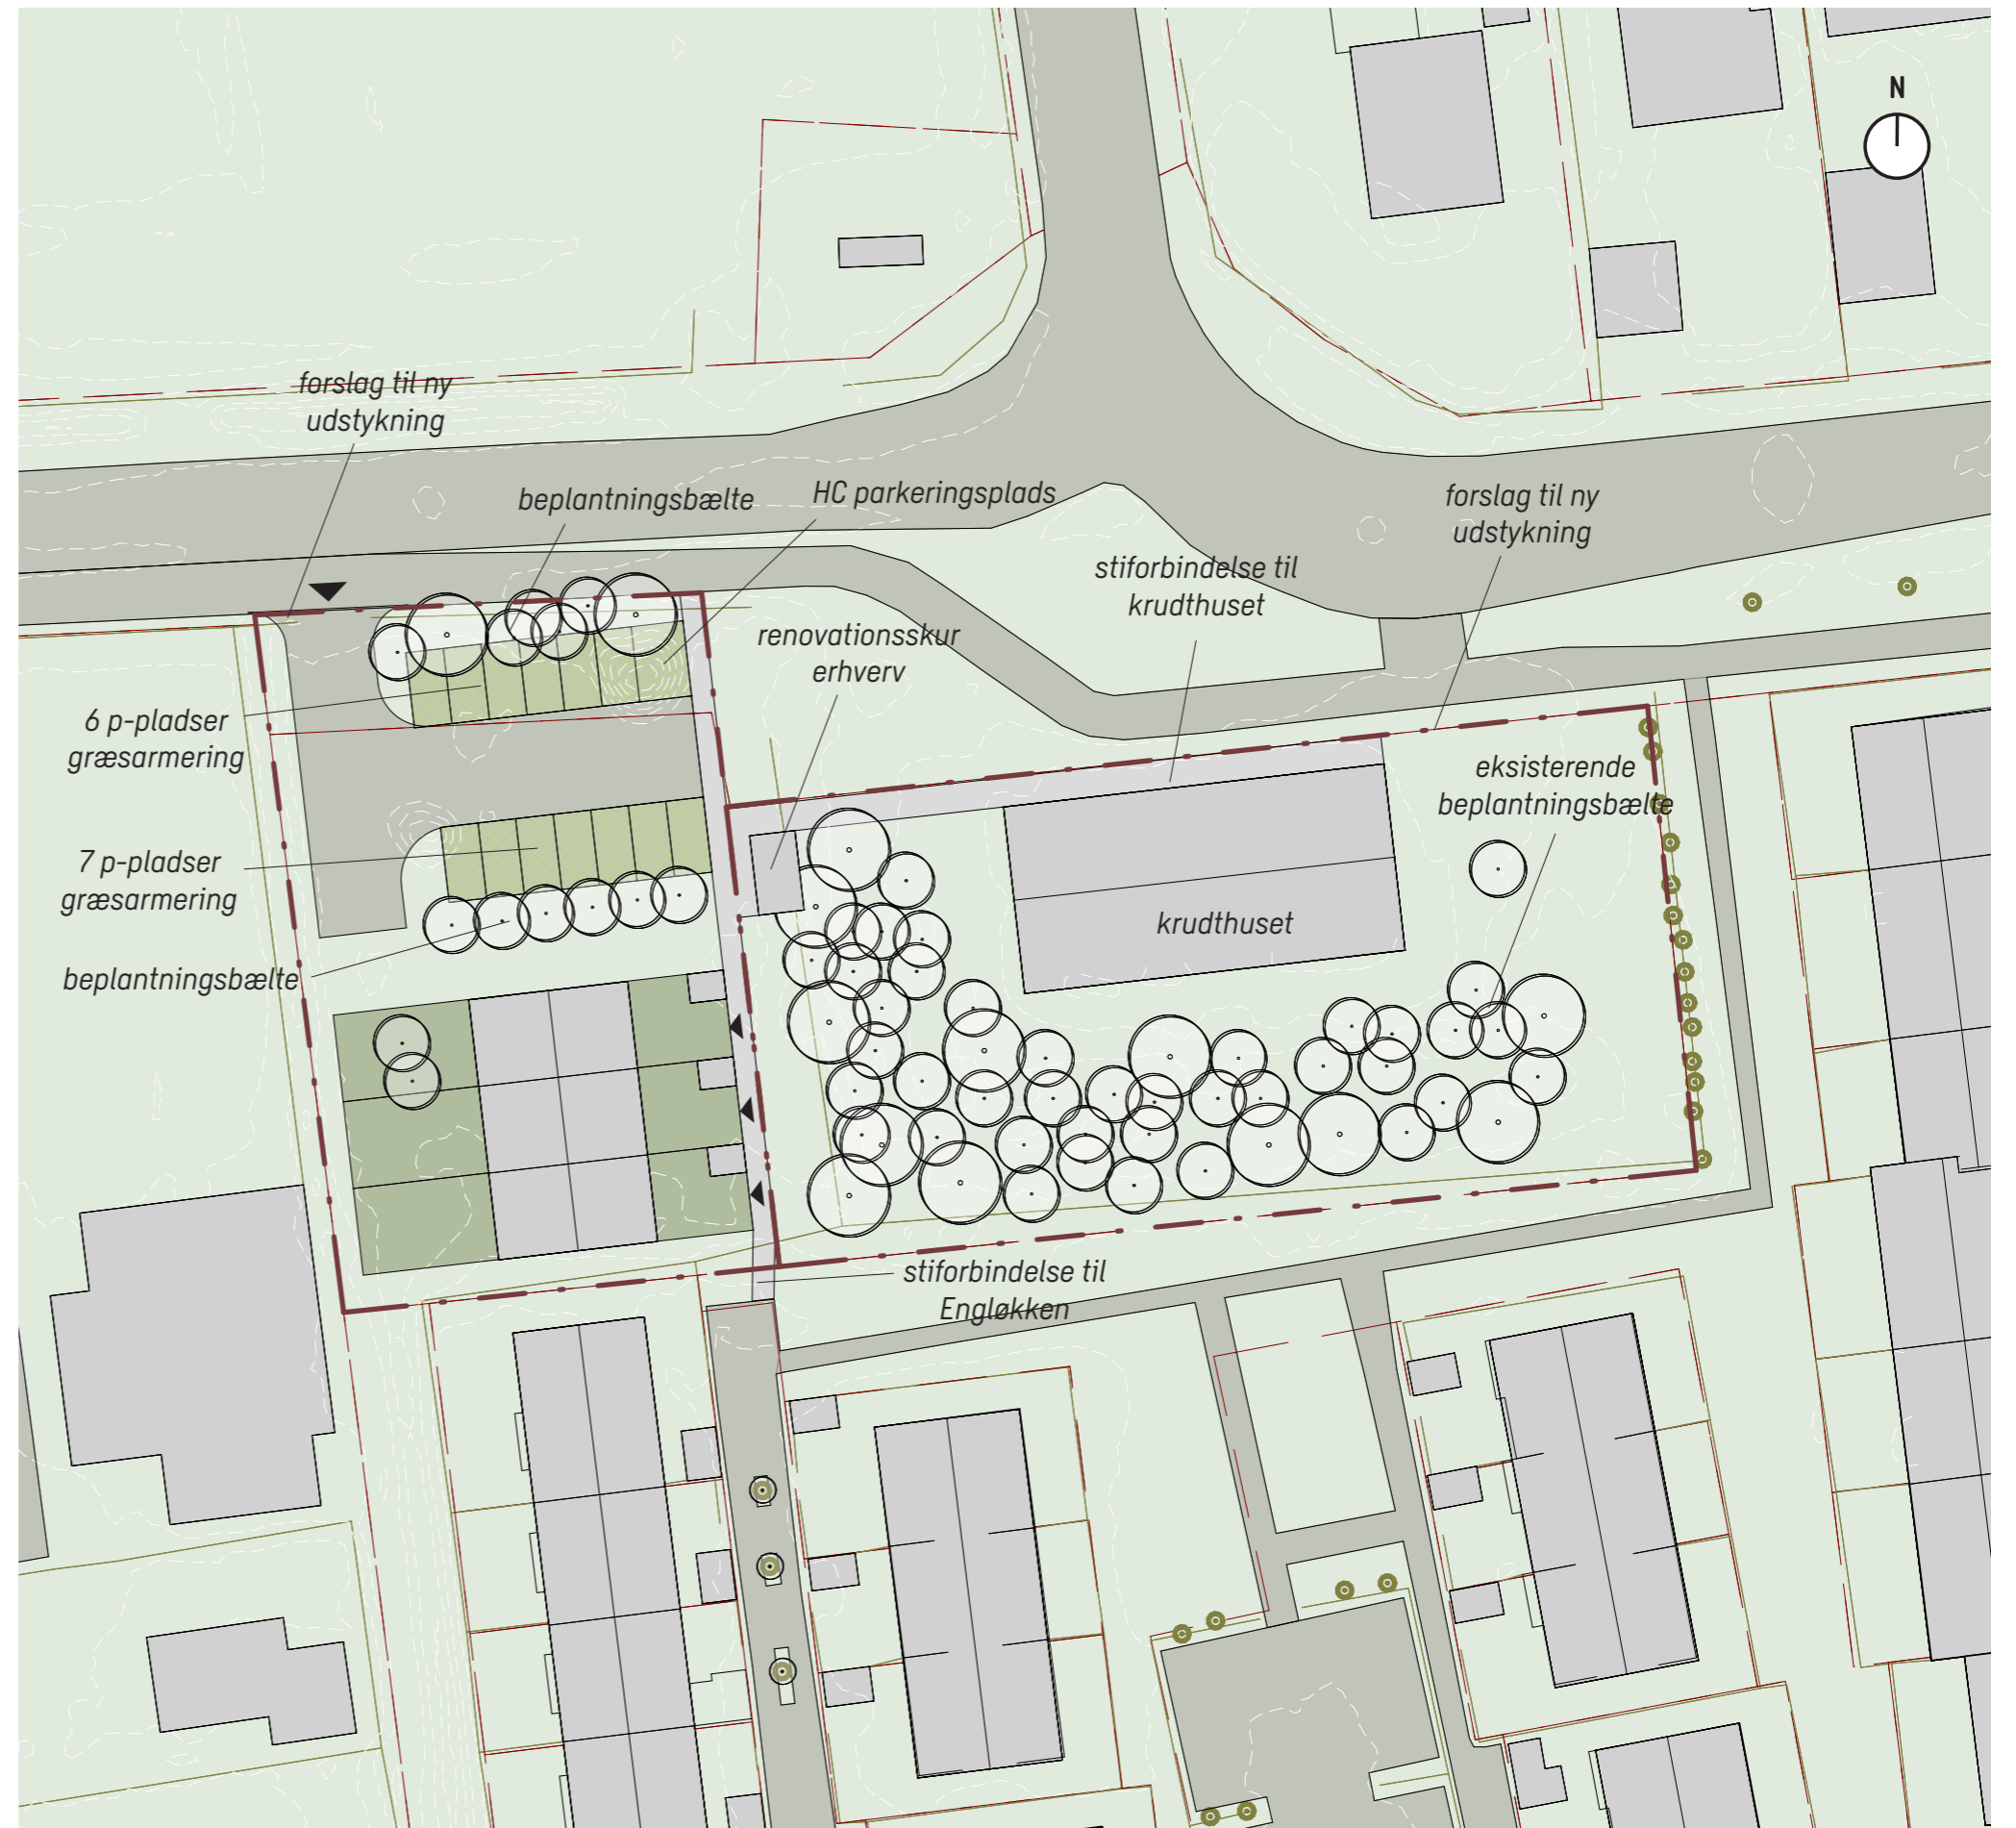 N
forslag til ny
udstykning
beplantningsbælte
HC parkeringsplads
forslag til ny
udstykning
stiforbindelse til
krudthuset
renovationsskur
erhverv
6 p-pladser
græsarmering
eksisterende
beplantningsbælte
7 p-pladser
græsarmering
krudthuset
beplantningsbælte
stiforbindelse til
Engløkken